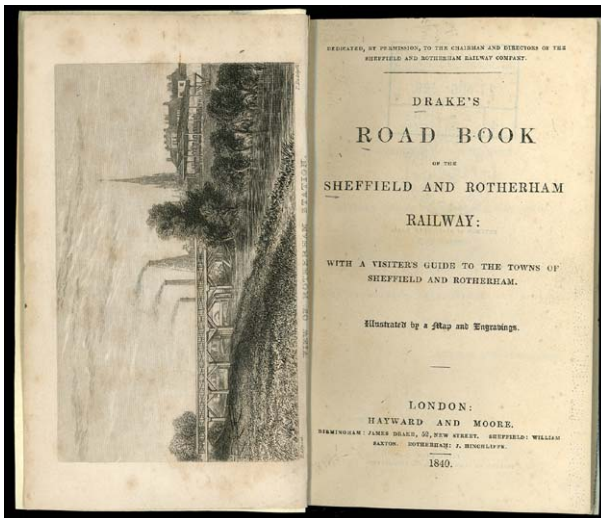 VIEW OF ROTHERHAM STATION.
DEDICATED, BY PERMISSION, TO THE CHAIRMAN AND DIRECTORS OF THE
SHEFFIELD AND ROTHERHAM RAILWAY COMPANY.
DRAKE'S
ROAD BOOK
OF THE
SHEFFIELD AND ROTHERHAM
RAILWAY:
WITH A VISITER'S GUIDE TO THE TOWNS OF
SHEFFIELD AND ROTHERHAM.
Illustrated by a Map and Engravings.
LONDON:
HAYWARD AND MOORE.
BIRMINGHAM: JAMES DRAKE, 52, NEW STREET. SHEFFIELD: WILLIAM
SAXTON. ROTHERHAM: J. HINCHLIFFE.
1840.